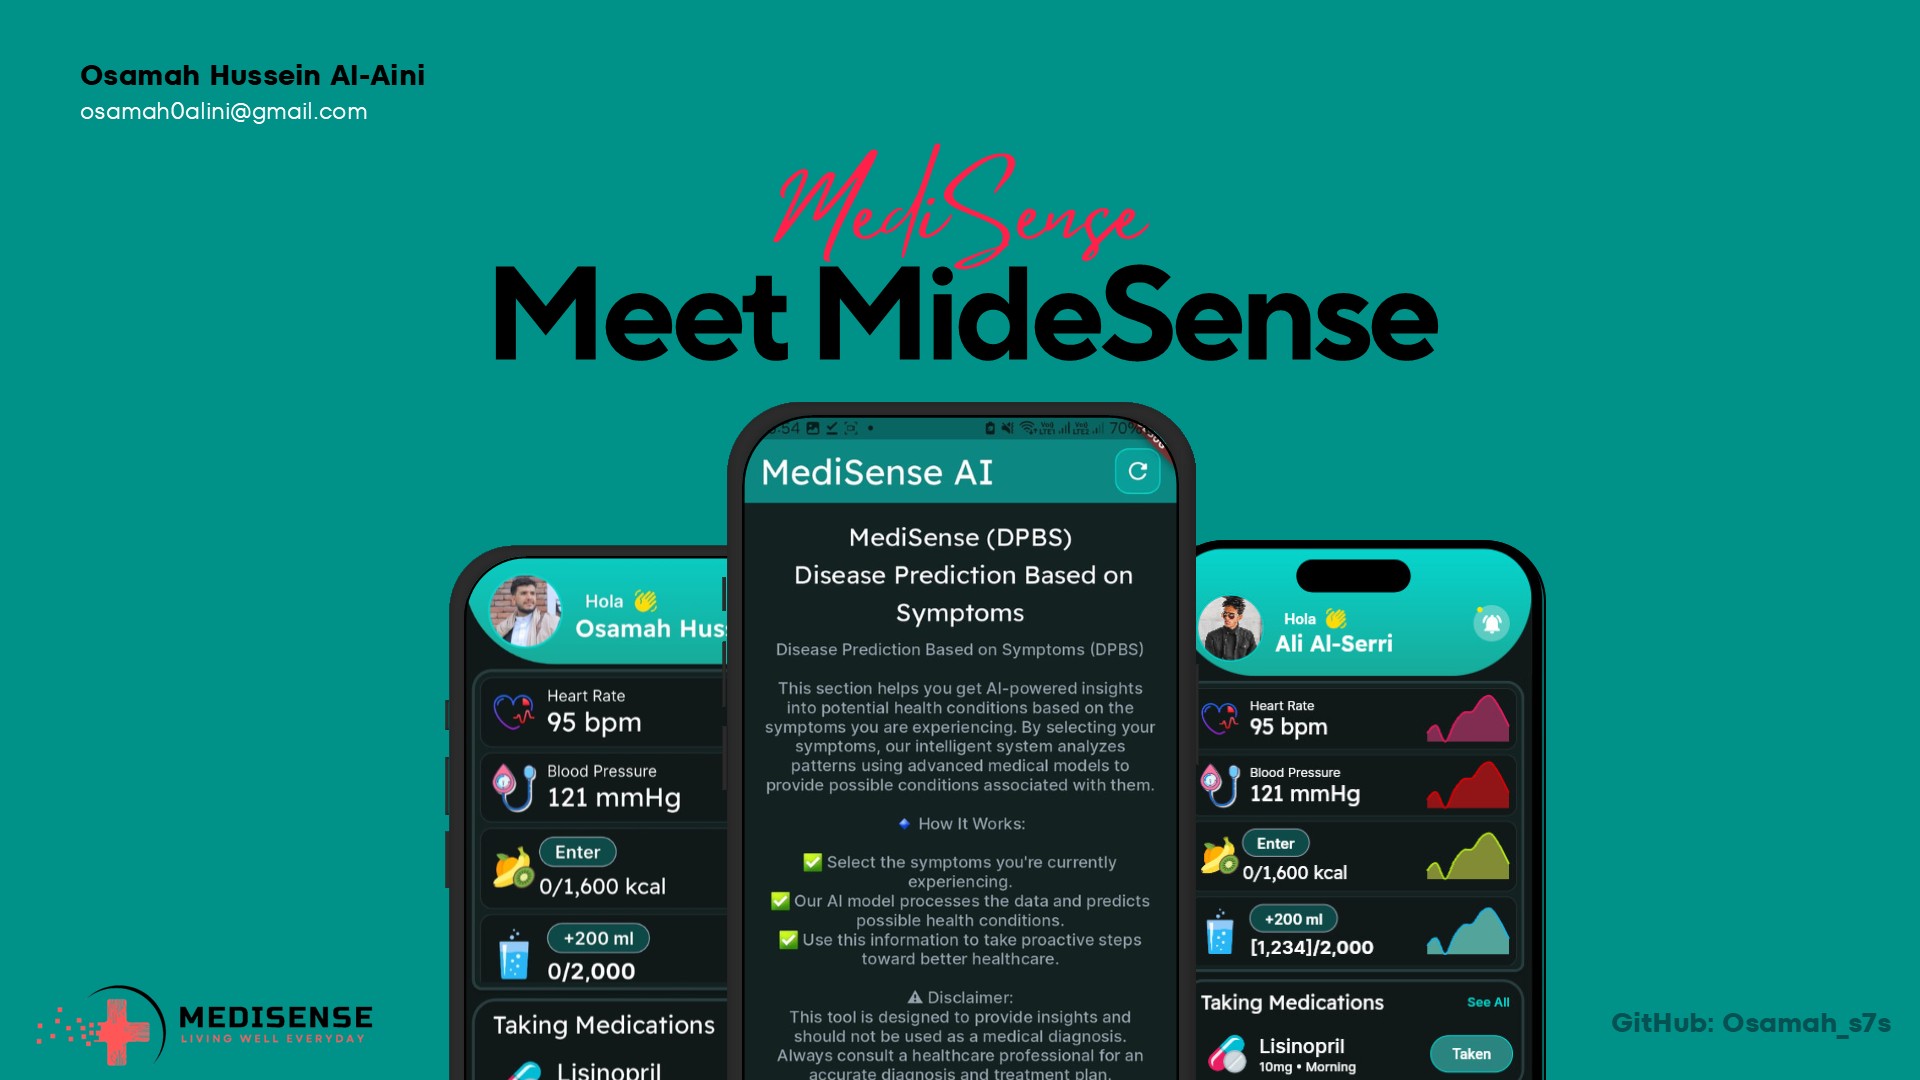 Osamah Hussein Al-Aini
osamah0alini@gmail.com
MediSense
Meet MideSense
:54
70%
MediSense AI
MediSense (DPBS)
Disease Prediction Based on
Symptoms
Disease Prediction Based on Symptoms (DPBS)
This section helps you get AI-powered insights
into potential health conditions based on the
symptoms you are experiencing. By selecting your
symptoms, our intelligent system analyzes
patterns using advanced medical models to
provide possible conditions associated with them.
🔹 How It Works:
✅ Select the symptoms you're currently
experiencing.
✅ Our AI model processes the data and predicts
possible health conditions.
✅ Use this information to take proactive steps
toward better healthcare.
⚠ Disclaimer:
This tool is designed to provide insights and
should not be used as a medical diagnosis.
Always consult a healthcare professional for an
accurate diagnosis and treatment plan.
Hola 👋
Osamah Hus
Heart Rate
95 bpm
Blood Pressure
121 mmHg
Enter
0/1,600 kcal
+200 ml
0/2,000
Taking Medications
Lisinopril
Hola 👋
Ali Al-Serri
Heart Rate
95 bpm
Blood Pressure
121 mmHg
Enter
0/1,600 kcal
+200 ml
[1,234]/2,000
Taking Medications
See All
Lisinopril
10mg • Morning
Taken
MEDISENSE
LIVING WELL EVERYDAY
GitHub: Osamah_s7s